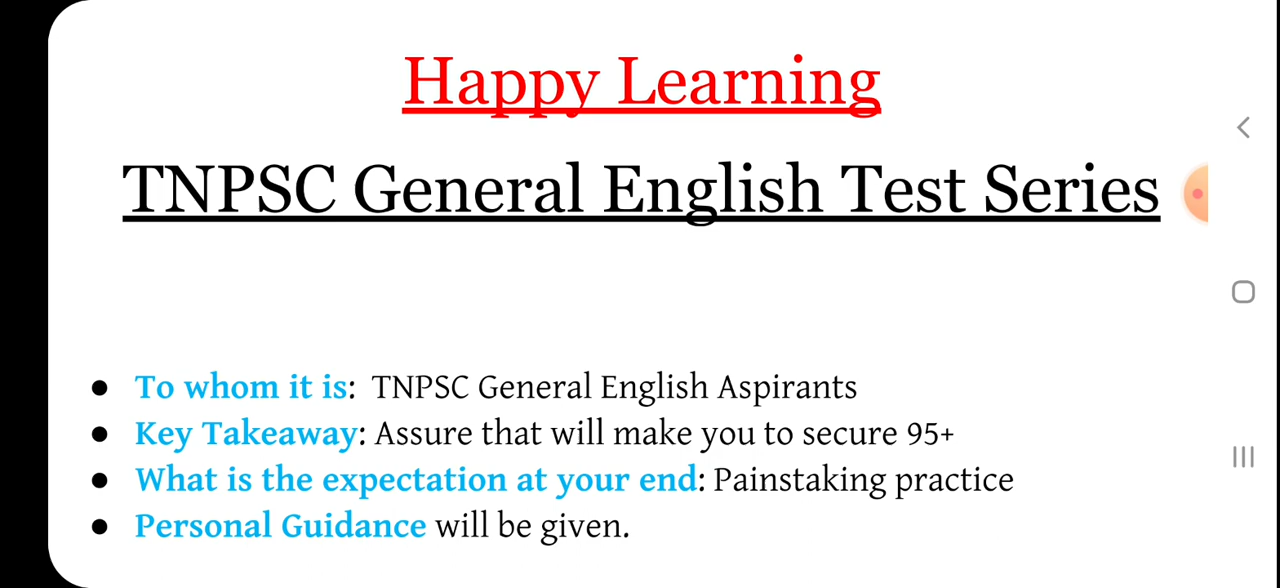 Happy Learning
TNPSC General English Test Series
● To whom it is: TNPSC General English Aspirants
● Key Takeaway: Assure that will make you to secure 95+
● What is the expectation at your end: Painstaking practice
● Personal Guidance will be given.